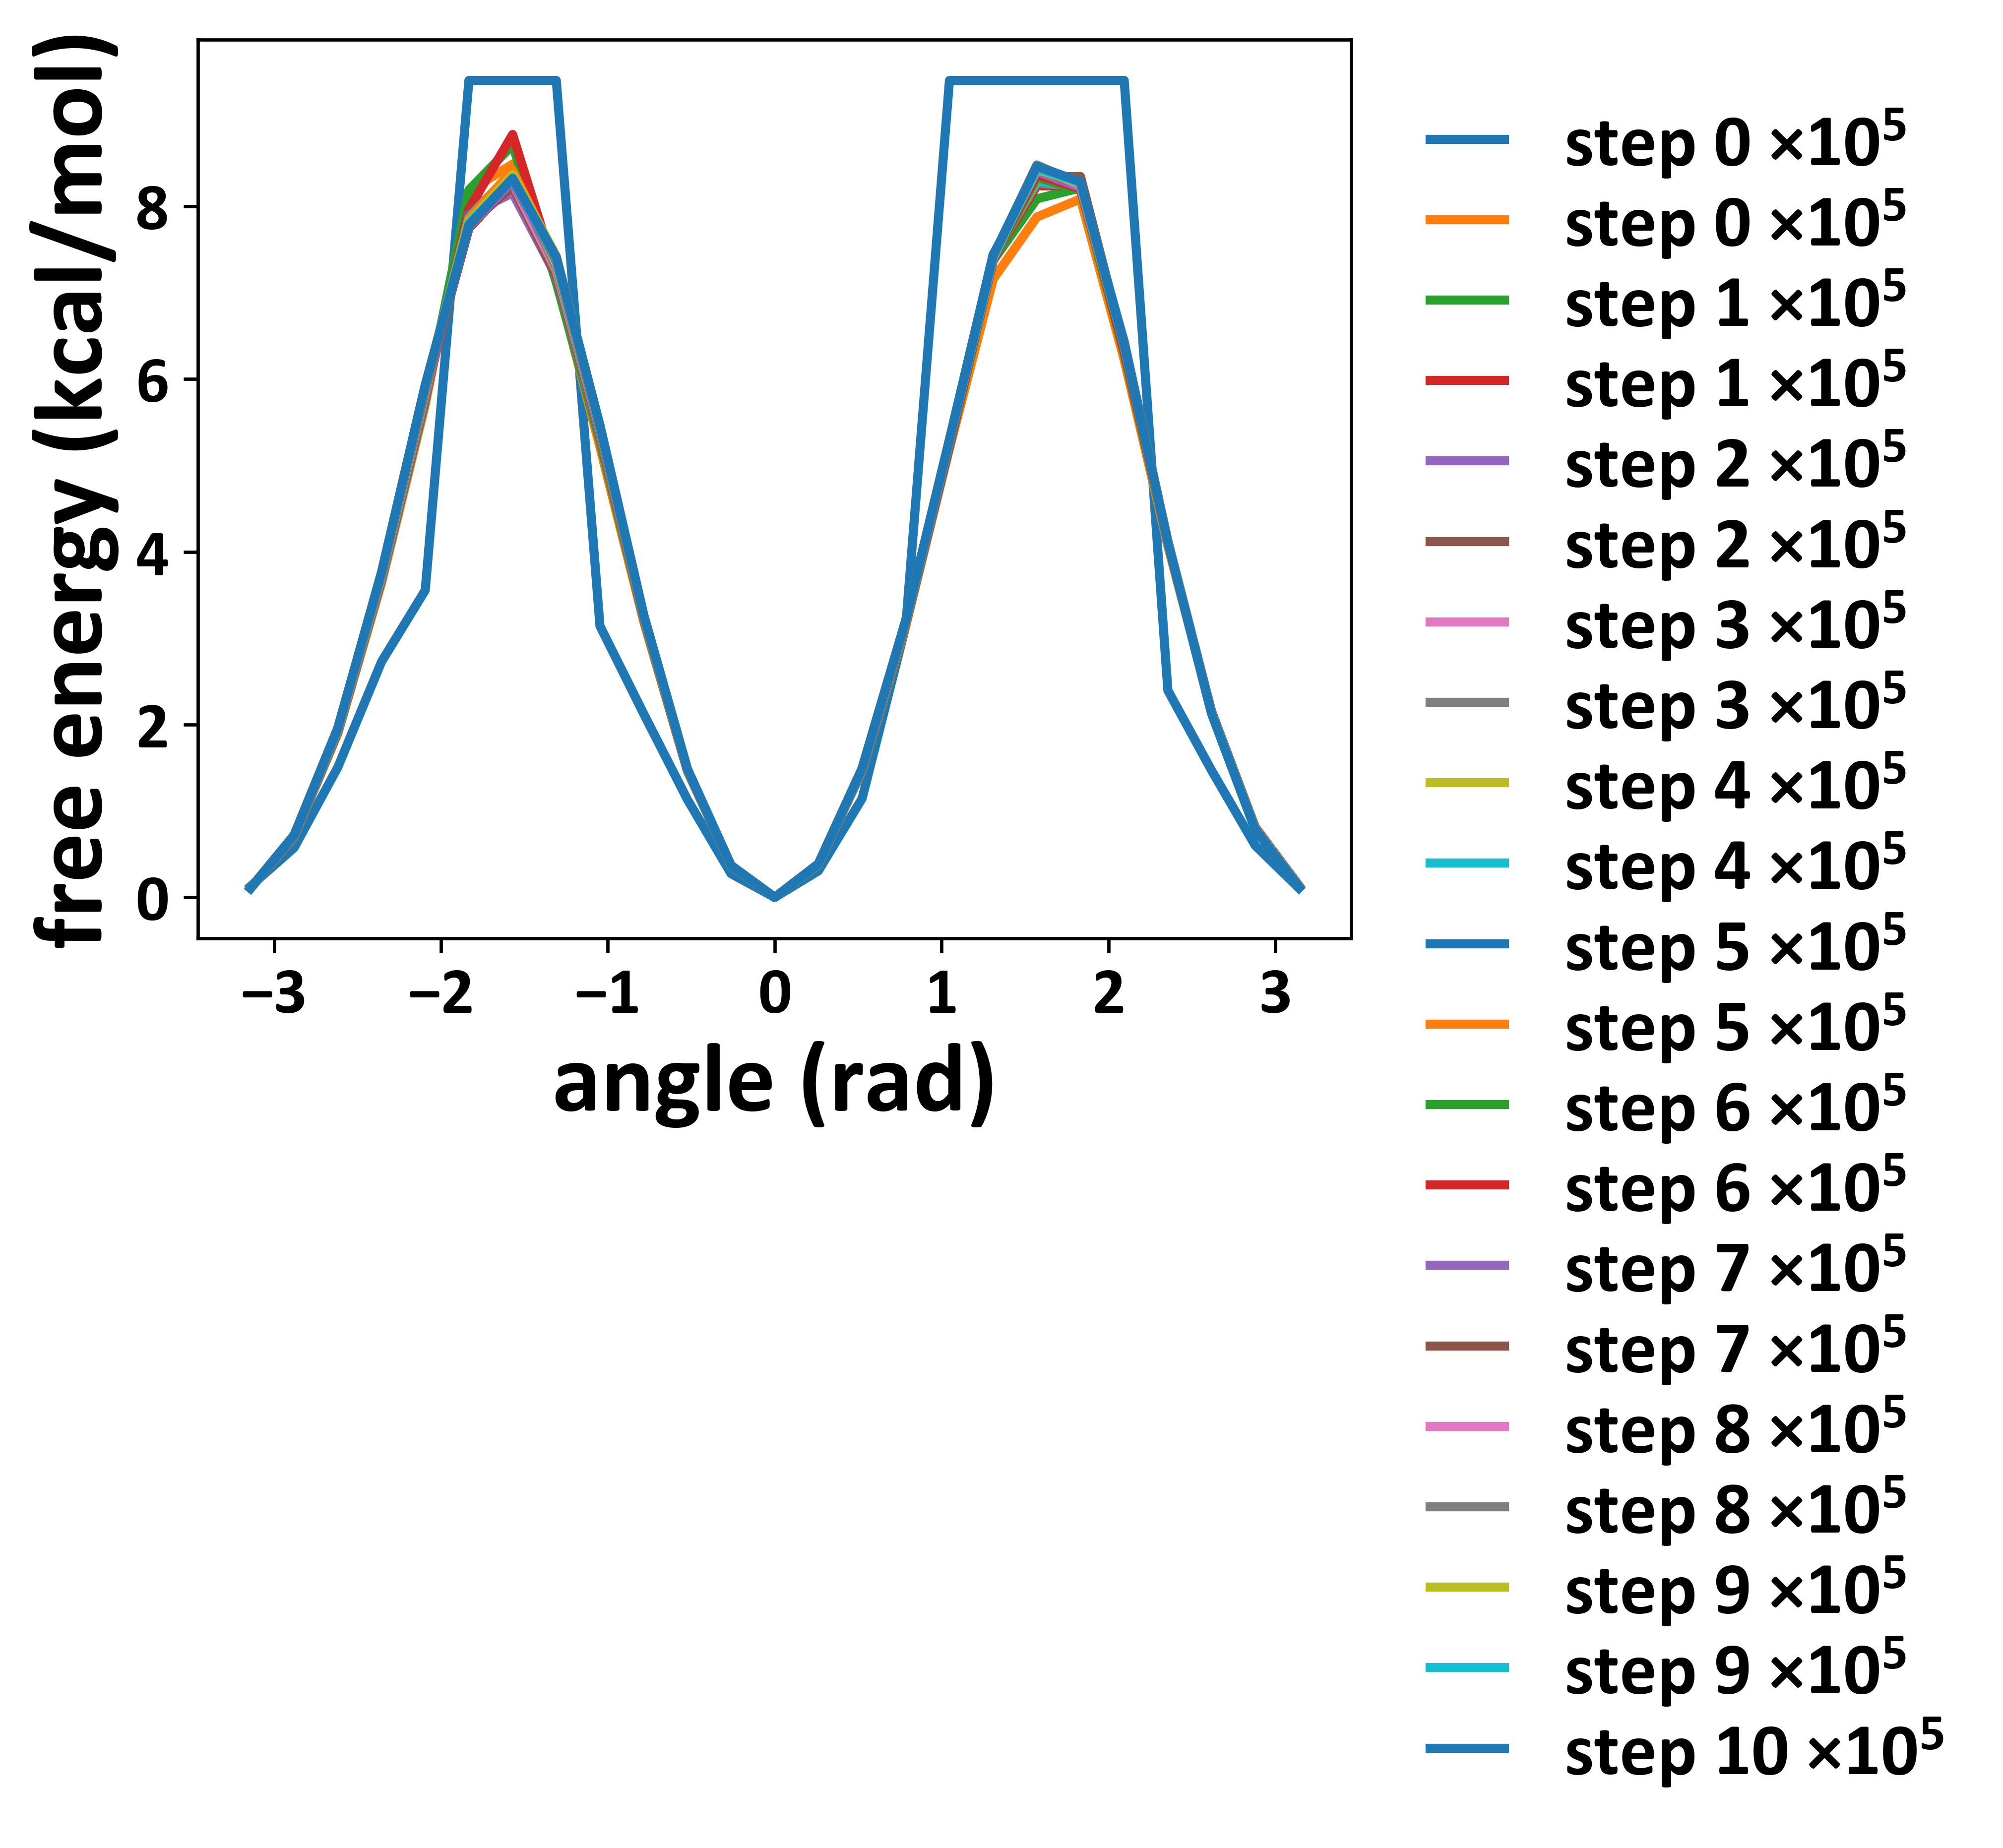 free energy (kcal/mol)
8
6
4
2
0
−3 −2 −1 0 1 2 3
angle (rad)
step 0 ×10⁵
step 0 ×10⁵
step 1 ×10⁵
step 1 ×10⁵
step 2 ×10⁵
step 2 ×10⁵
step 3 ×10⁵
step 3 ×10⁵
step 4 ×10⁵
step 4 ×10⁵
step 5 ×10⁵
step 5 ×10⁵
step 6 ×10⁵
step 6 ×10⁵
step 7 ×10⁵
step 7 ×10⁵
step 8 ×10⁵
step 8 ×10⁵
step 9 ×10⁵
step 9 ×10⁵
step 10 ×10⁵